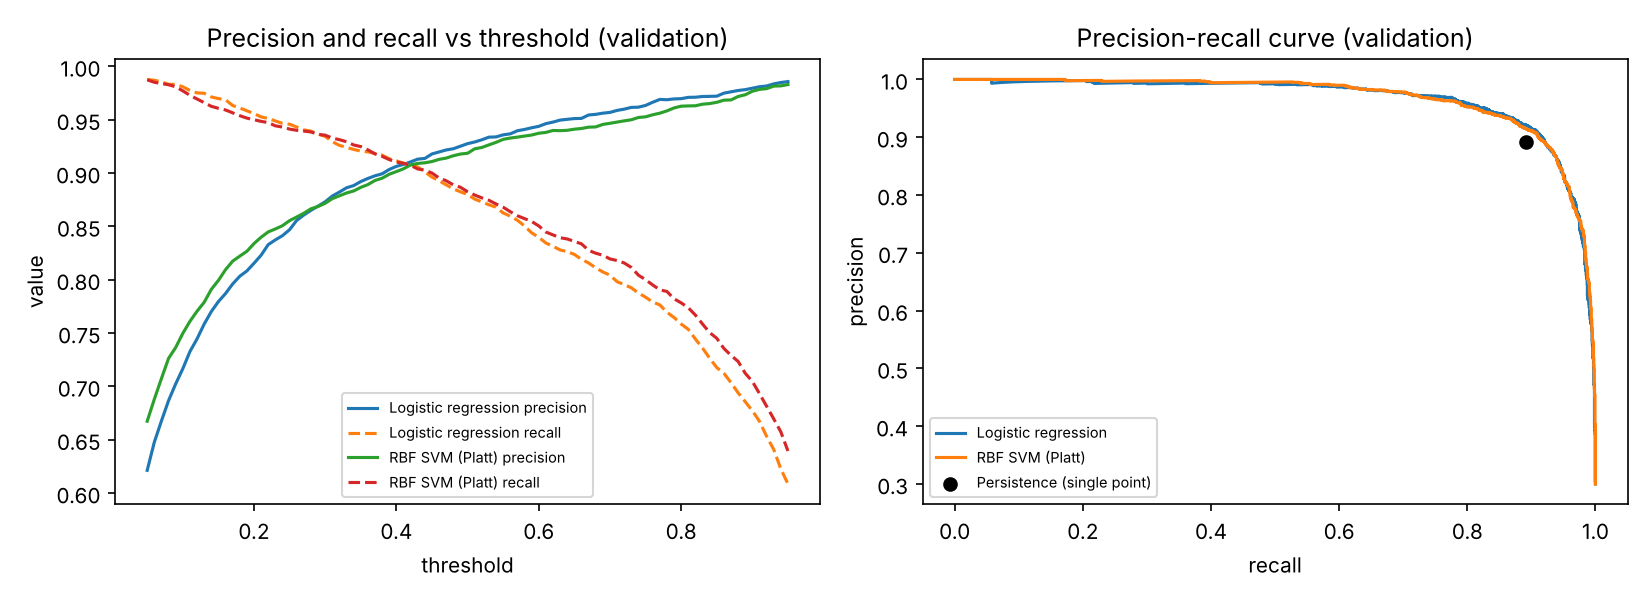 Precision and recall vs threshold (validation)
value
1.00
0.95
0.90
0.85
0.80
0.75
0.70
0.65
0.60
Logistic regression precision
Logistic regression recall
RBF SVM (Platt) precision
RBF SVM (Platt) recall
0.2 0.4 0.6 0.8
threshold
Precision-recall curve (validation)
precision
1.0
0.9
0.8
0.7
0.6
0.5
0.4
0.3
Logistic regression
RBF SVM (Platt)
Persistence (single point)
0.0 0.2 0.4 0.6 0.8 1.0
recall